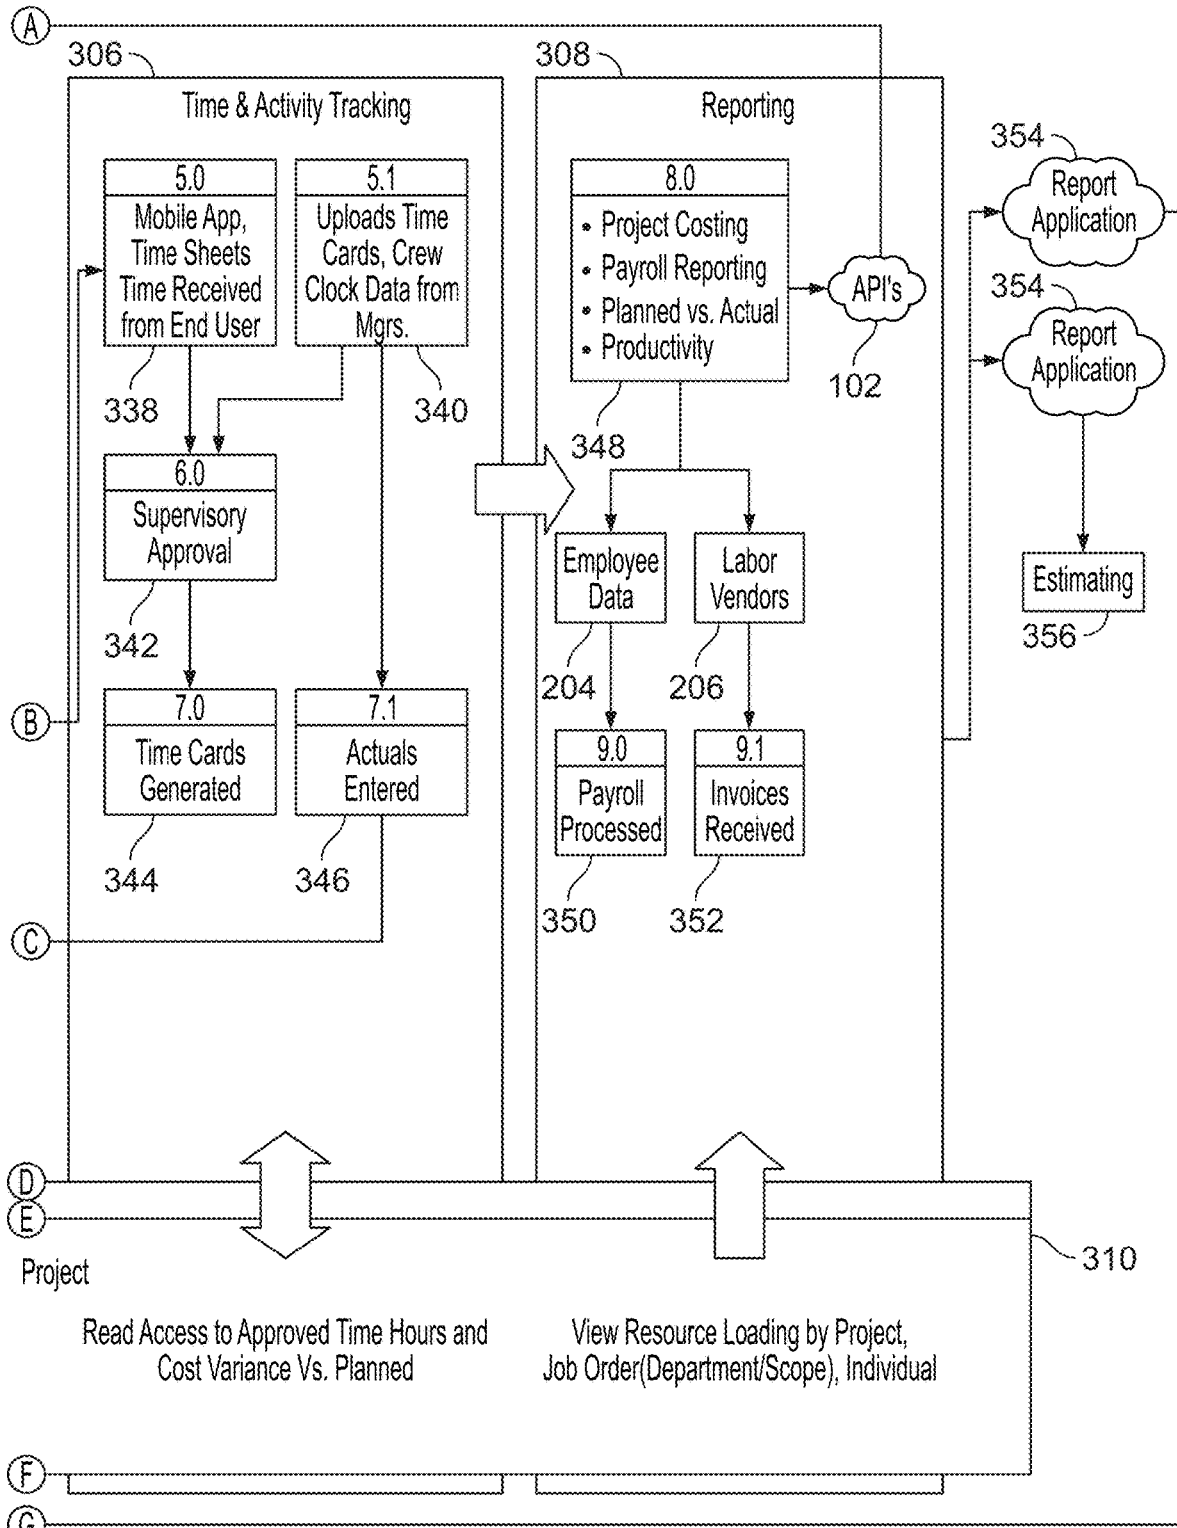 A
306
308
Time & Activity Tracking
Reporting
5.0
Mobile App,
Time Sheets
Time Received
from End User
338
5.1
Uploads Time
Cards, Crew
Clock Data from
Mgrs.
340
6.0
Supervisory
Approval
342
B
7.0
Time Cards
Generated
344
7.1
Actuals
Entered
346
C
8.0
• Project Costing
• Payroll Reporting
• Planned vs. Actual
• Productivity
348
API's
102
Employee
Data
204
Labor
Vendors
206
9.0
Payroll
Processed
350
9.1
Invoices
Received
352
354
Report
Application
354
Report
Application
Estimating
356
D
E
310
Project
Read Access to Approved Time Hours and
Cost Variance Vs. Planned
View Resource Loading by Project,
Job Order(Department/Scope), Individual
F
G